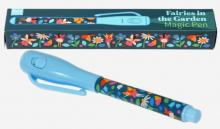 Fairies in
the Garden
Magic Pen